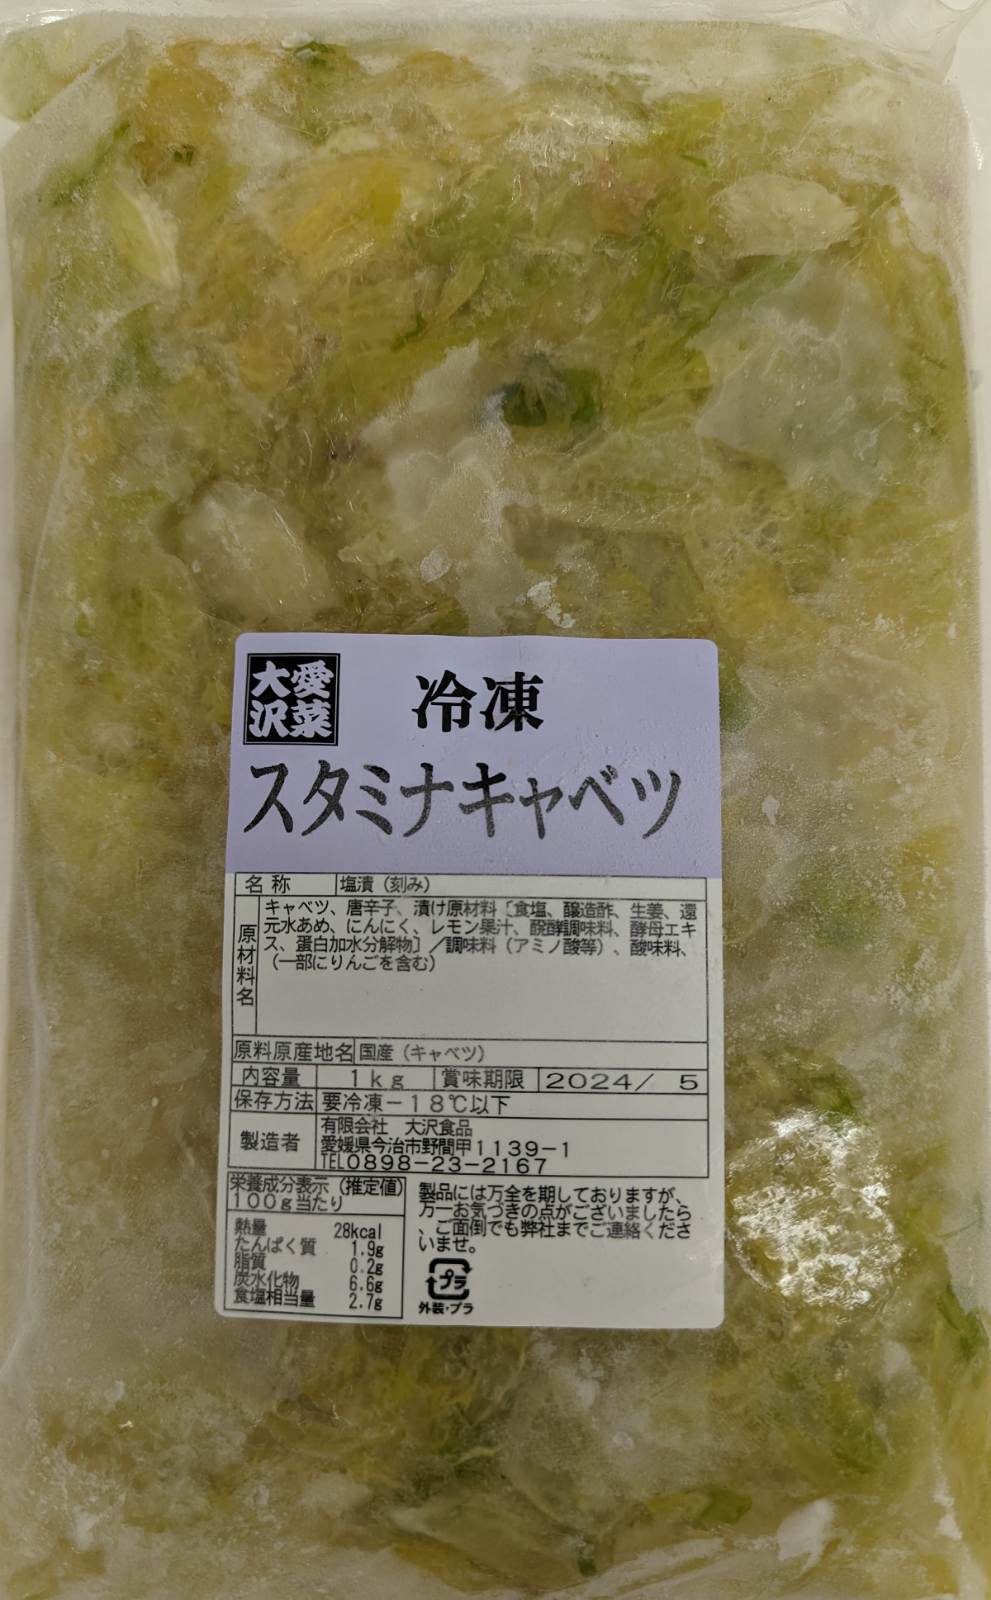 愛菜
大沢
冷凍
スタミナキャベツ
名称 塩漬（刻み）
原材料名
キャベツ、唐辛子、漬け原材料〔食塩、醸造酢、生姜、還
元水あめ、にんにく、レモン果汁、醗酵調味料、酵母エキ
ス、蛋白加水分解物〕／調味料（アミノ酸等）、酸味料、
（一部にりんごを含む）
原料原産地名 国産（キャベツ）
内容量 1kg 賞味期限 2024/ 5
保存方法 要冷凍－18℃以下
製造者
有限会社 大沢食品
愛媛県今治市野間甲1139－1
TEL0898－23－2167
栄養成分表示（推定値）
100g当たり
熱量 28kcal
たんぱく質 1.9g
脂質 0.2g
炭水化物 6.6g
食塩相当量 2.7g
製品には万全を期しておりますが、
万一お気づきの点がございましたら
、ご面倒でも弊社までご連絡くださ
いませ。
プラ
外装・プラ